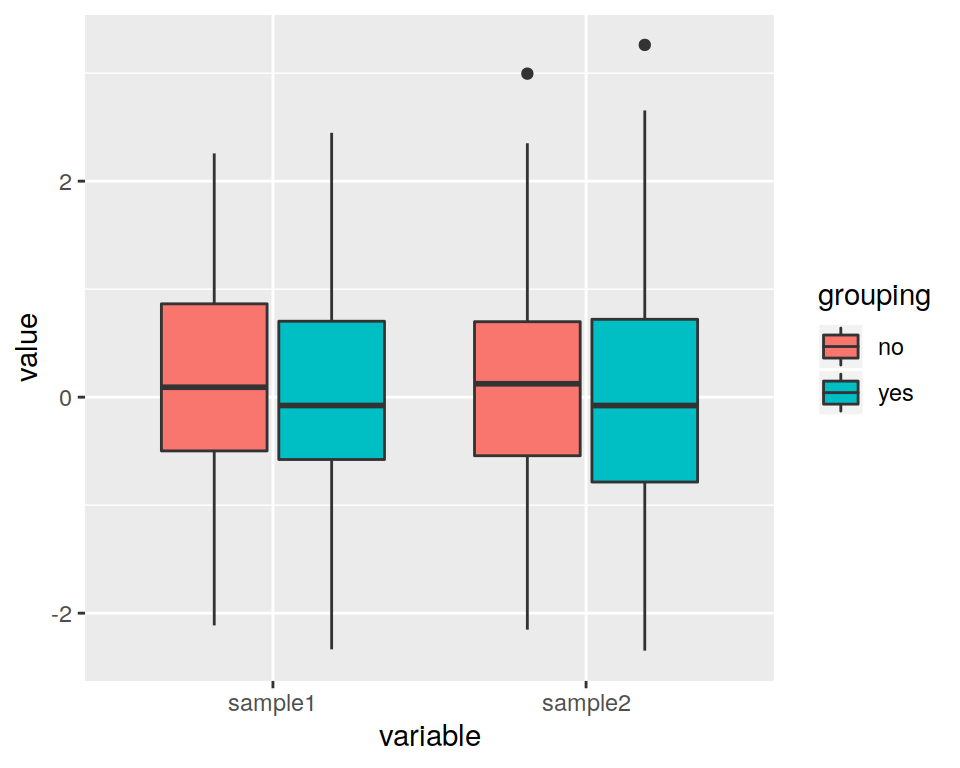 value
2
0
-2
sample1
sample2
variable
grouping
no
yes